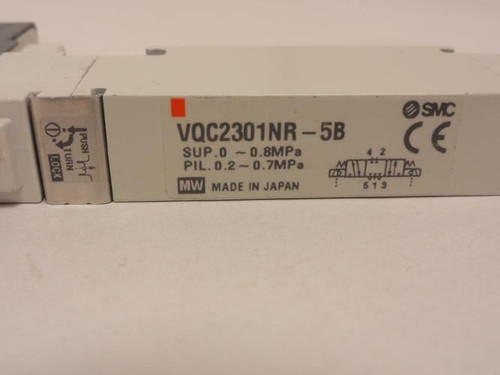 SMC
VQC2301NR-5B
CE
SUP.0 ~0.8MPa
PIL.0.2~0.7MPa
MW MADE IN JAPAN
4 2
5 1 3
PUSH
TURN
LOCK